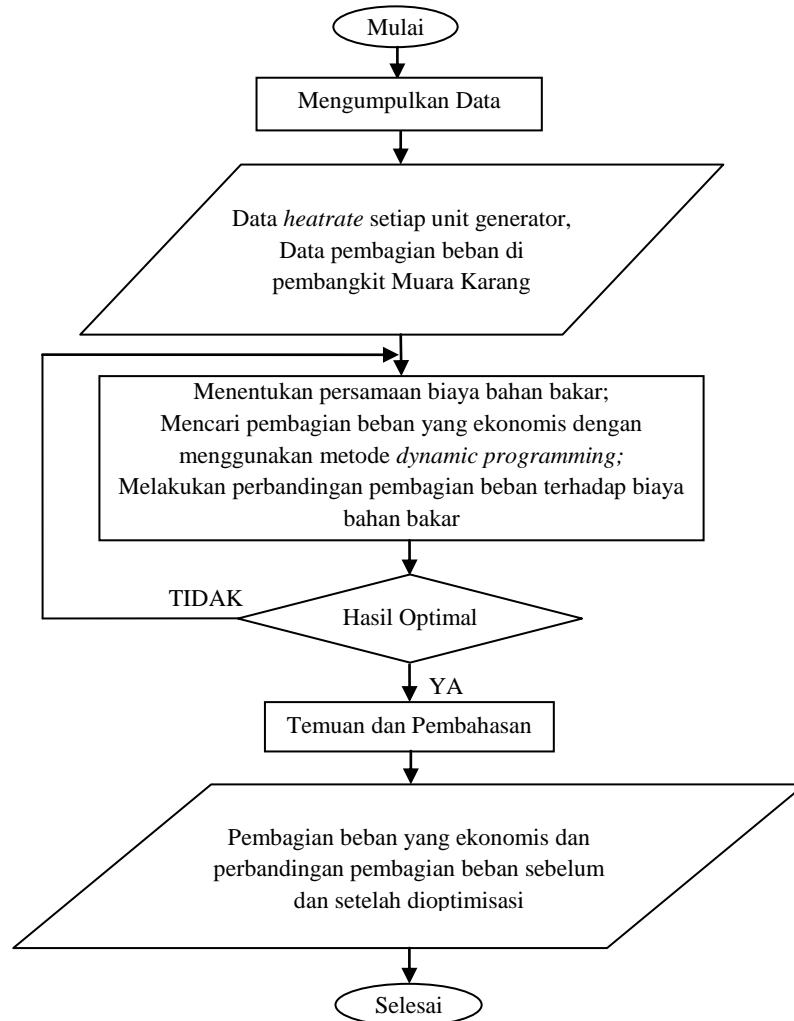 Mulai
Mengumpulkan Data
Data heatrate setiap unit generator,
Data pembagian beban di
pembangkit Muara Karang
Menentukan persamaan biaya bahan bakar;
Mencari pembagian beban yang ekonomis dengan
menggunakan metode dynamic programming;
Melakukan perbandingan pembagian beban terhadap biaya
bahan bakar
TIDAK
Hasil Optimal
YA
Temuan dan Pembahasan
Pembagian beban yang ekonomis dan
perbandingan pembagian beban sebelum
dan setelah dioptimisasi
Selesai